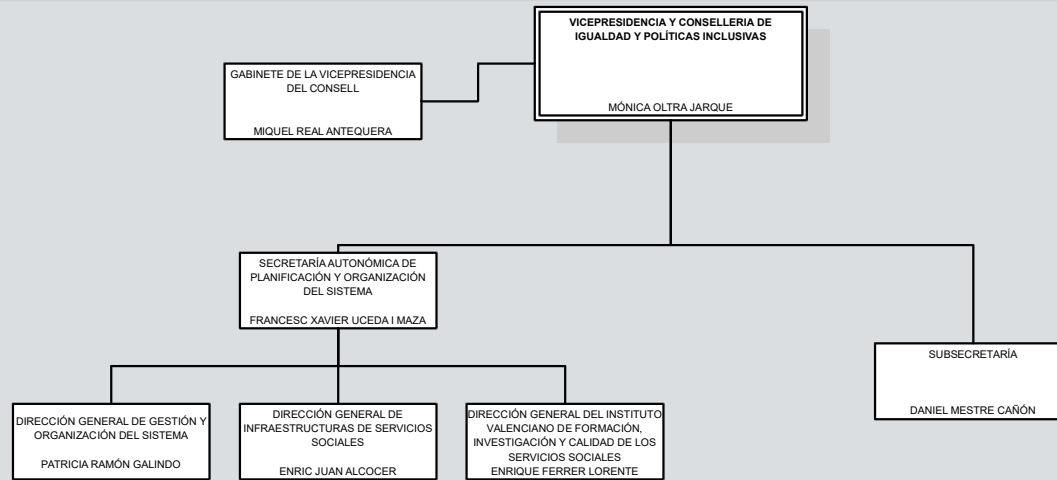 VICEPRESIDENCIA Y CONSELLERIA DE
IGUALDAD Y POLÍTICAS INCLUSIVAS
MÓNICA OLTRA JARQUE
GABINETE DE LA VICEPRESIDENCIA
DEL CONSELL
MIQUEL REAL ANTEQUERA
SECRETARÍA AUTONÓMICA DE
PLANIFICACIÓN Y ORGANIZACIÓN
DEL SISTEMA
FRANCESC XAVIER UCEDA I MAZA
SUBSECRETARÍA
DANIEL MESTRE CAÑÓN
DIRECCIÓN GENERAL DE GESTIÓN Y
ORGANIZACIÓN DEL SISTEMA
PATRICIA RAMÓN GALINDO
DIRECCIÓN GENERAL DE
INFRAESTRUCTURAS DE SERVICIOS
SOCIALES
ENRIC JUAN ALCOCER
DIRECCIÓN GENERAL DEL INSTITUTO
VALENCIANO DE FORMACIÓN,
INVESTIGACIÓN Y CALIDAD DE LOS
SERVICIOS SOCIALES
ENRIQUE FERRER LORENTE